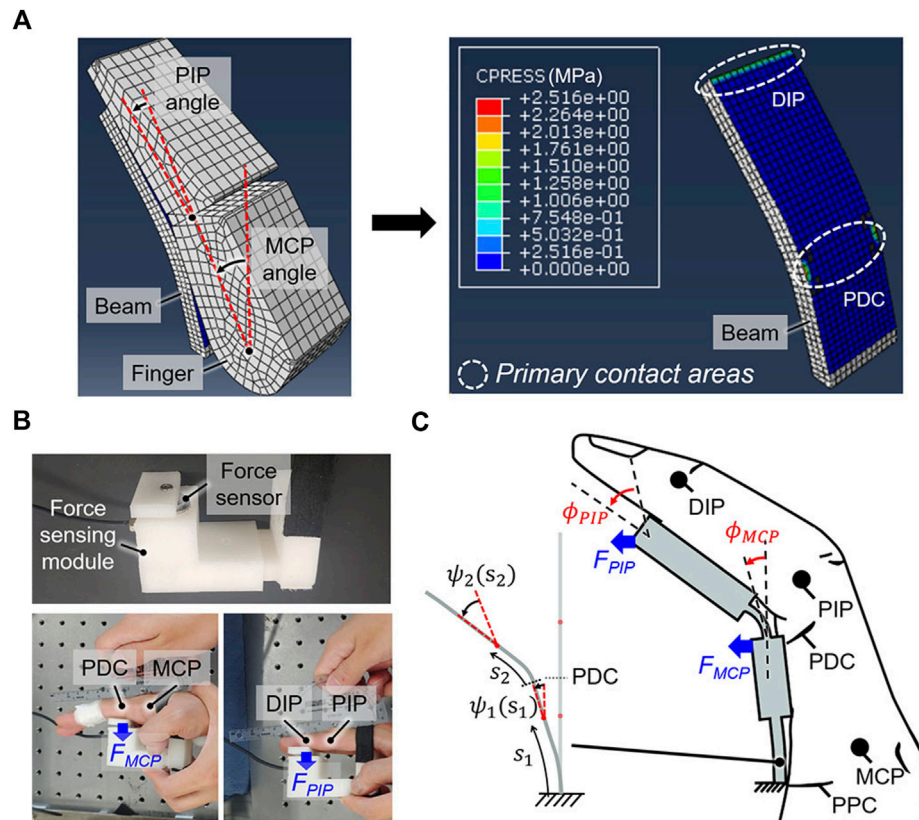 A
PIP
angle
MCP
angle
Beam
Finger
CPRESS (MPa)
+2.516e+00
+2.264e+00
+2.013e+00
+1.761e+00
+1.510e+00
+1.258e+00
+1.006e+00
+7.548e-01
+5.032e-01
+2.516e-01
+0.000e+00
DIP
PDC
Beam
Primary contact areas
B
Force
sensor
Force
sensing
module
PDC MCP
F_MCP
DIP PIP
F_PIP
C
DIP
ϕ_PIP
ϕ_MCP
F_PIP
PIP
ψ₂(s₂)
PDC
F_MCP
s₂
PDC
ψ₁(s₁)
s₁
MCP
PPC